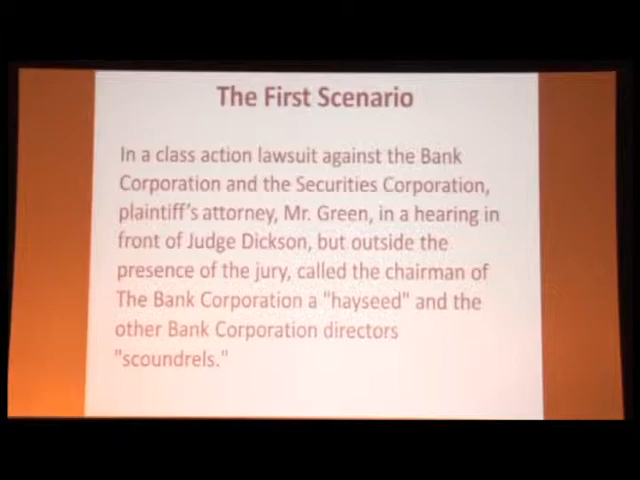 The First Scenario
In a class action lawsuit against the Bank
Corporation and the Securities Corporation,
plaintiff's attorney, Mr. Green, in a hearing in
front of Judge Dickson, but outside the
presence of the jury, called the chairman of
The Bank Corporation a "hayseed" and the
other Bank Corporation directors
"scoundrels."